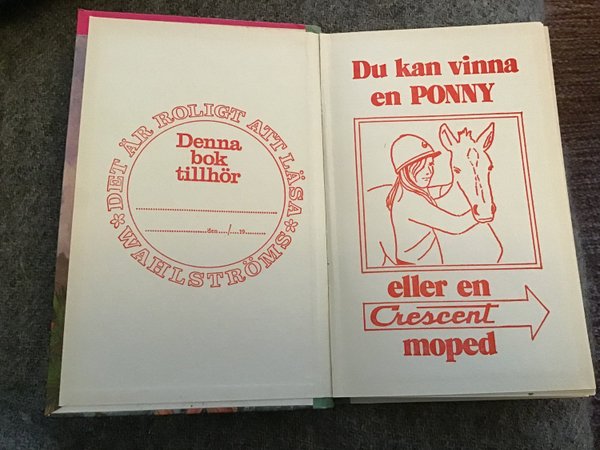 DET ÄR ROLIGT ATT LÄSA
WAHLSTRÖMS
Denna
bok
tillhör
den..../....19
Du kan vinna
en PONNY
eller en
Crescent
moped